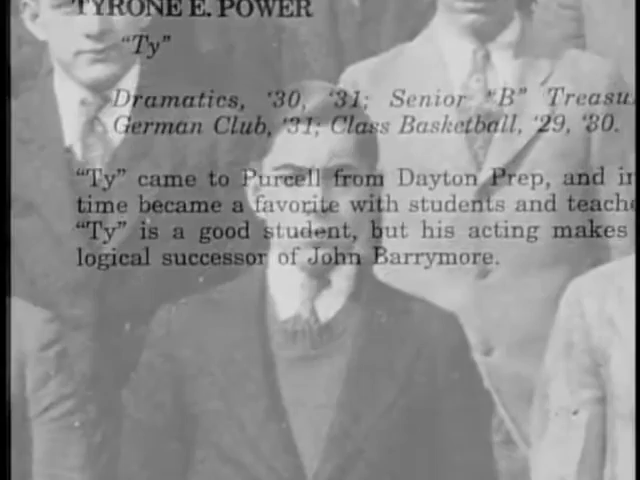 TYRONE E. POWER
"Ty"
Dramatics, '30, '31; Senior "B" Treasu
German Club, '31; Class Basketball, '29, '30.
"Ty" came to Purcell from Dayton Prep, and in
time became a favorite with students and teache
"Ty" is a good student, but his acting makes
logical successor of John Barrymore.